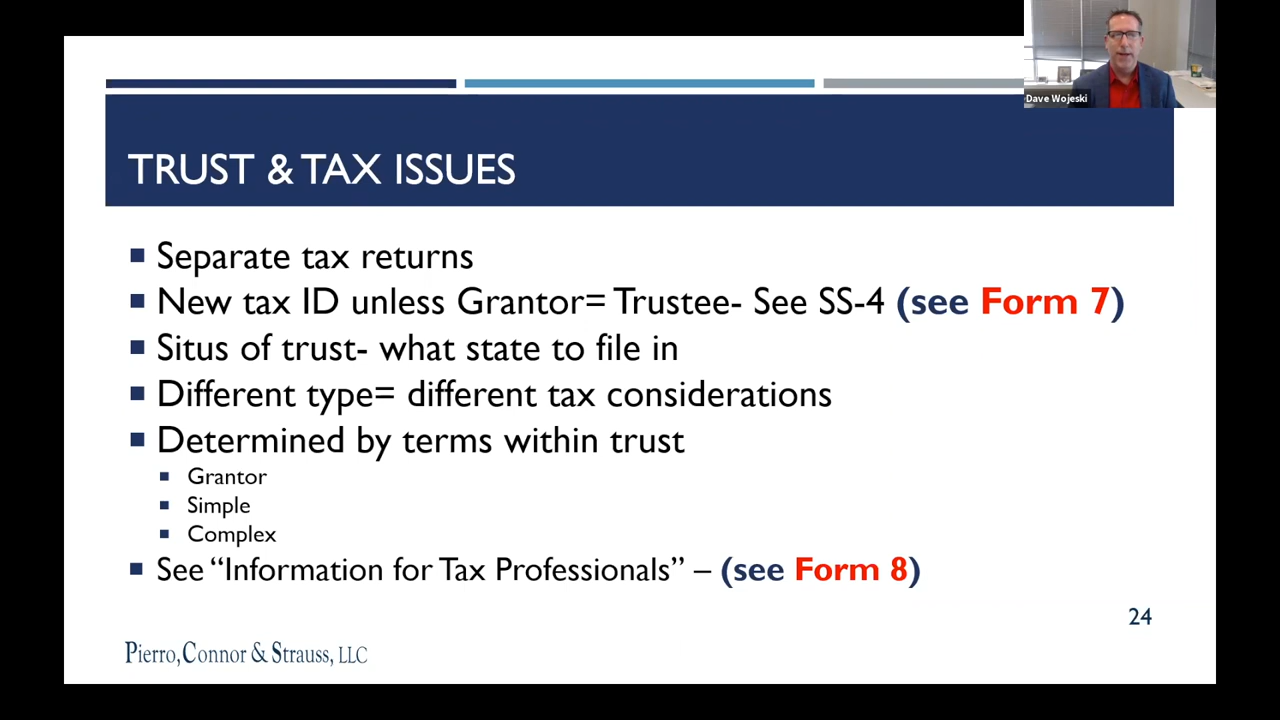 Dave Wojeski
TRUST & TAX ISSUES
Separate tax returns
New tax ID unless Grantor= Trustee- See SS-4 (see Form 7)
Situs of trust- what state to file in
Different type= different tax considerations
Determined by terms within trust
Grantor
Simple
Complex
See “Information for Tax Professionals” – (see Form 8)
24
Pierro, Connor & Strauss, LLC